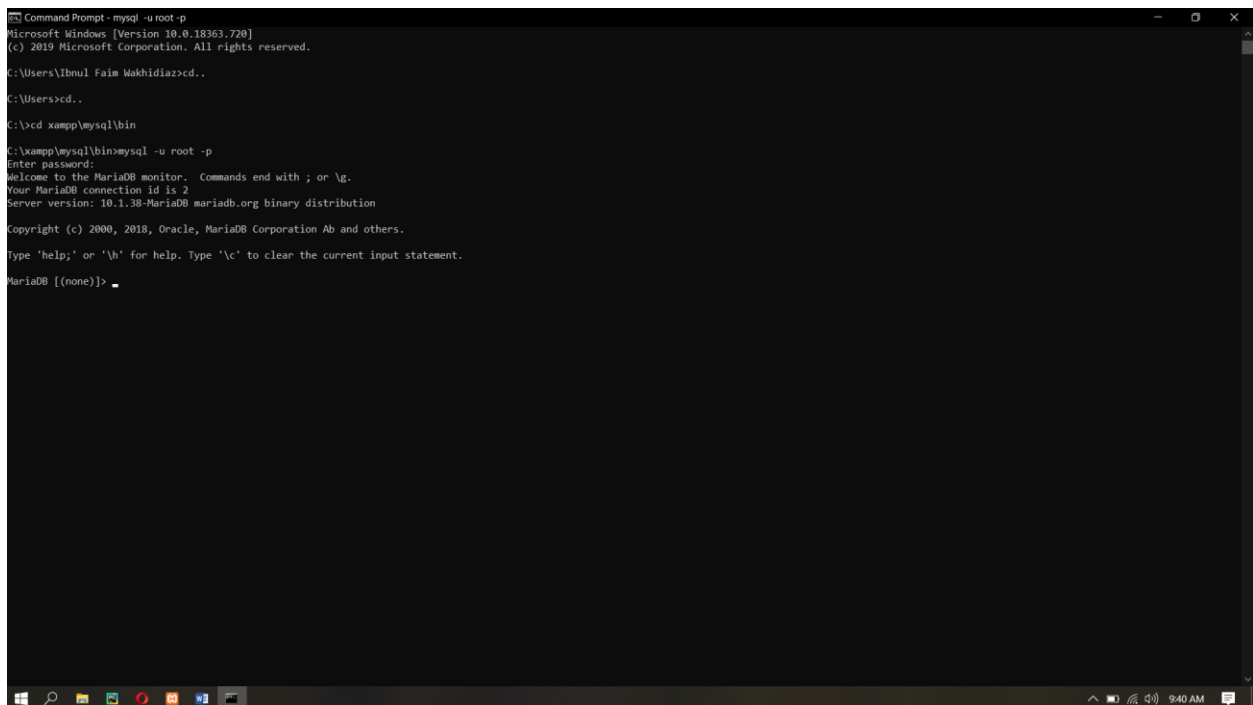 Command Prompt - mysql -u root -p
Microsoft Windows [Version 10.0.18363.720]
(c) 2019 Microsoft Corporation. All rights reserved.
C:\Users\Ibnul Faim Wakhidiaz>cd..
C:\Users>cd..
C:\>cd xampp\mysql\bin
C:\xampp\mysql\bin>mysql -u root -p
Enter password:
Welcome to the MariaDB monitor.  Commands end with ; or \g.
Your MariaDB connection id is 2
Server version: 10.1.38-MariaDB mariadb.org binary distribution
Copyright (c) 2000, 2018, Oracle, MariaDB Corporation Ab and others.
Type 'help;' or '\h' for help. Type '\c' to clear the current input statement.
MariaDB [(none)]>
9:40 AM